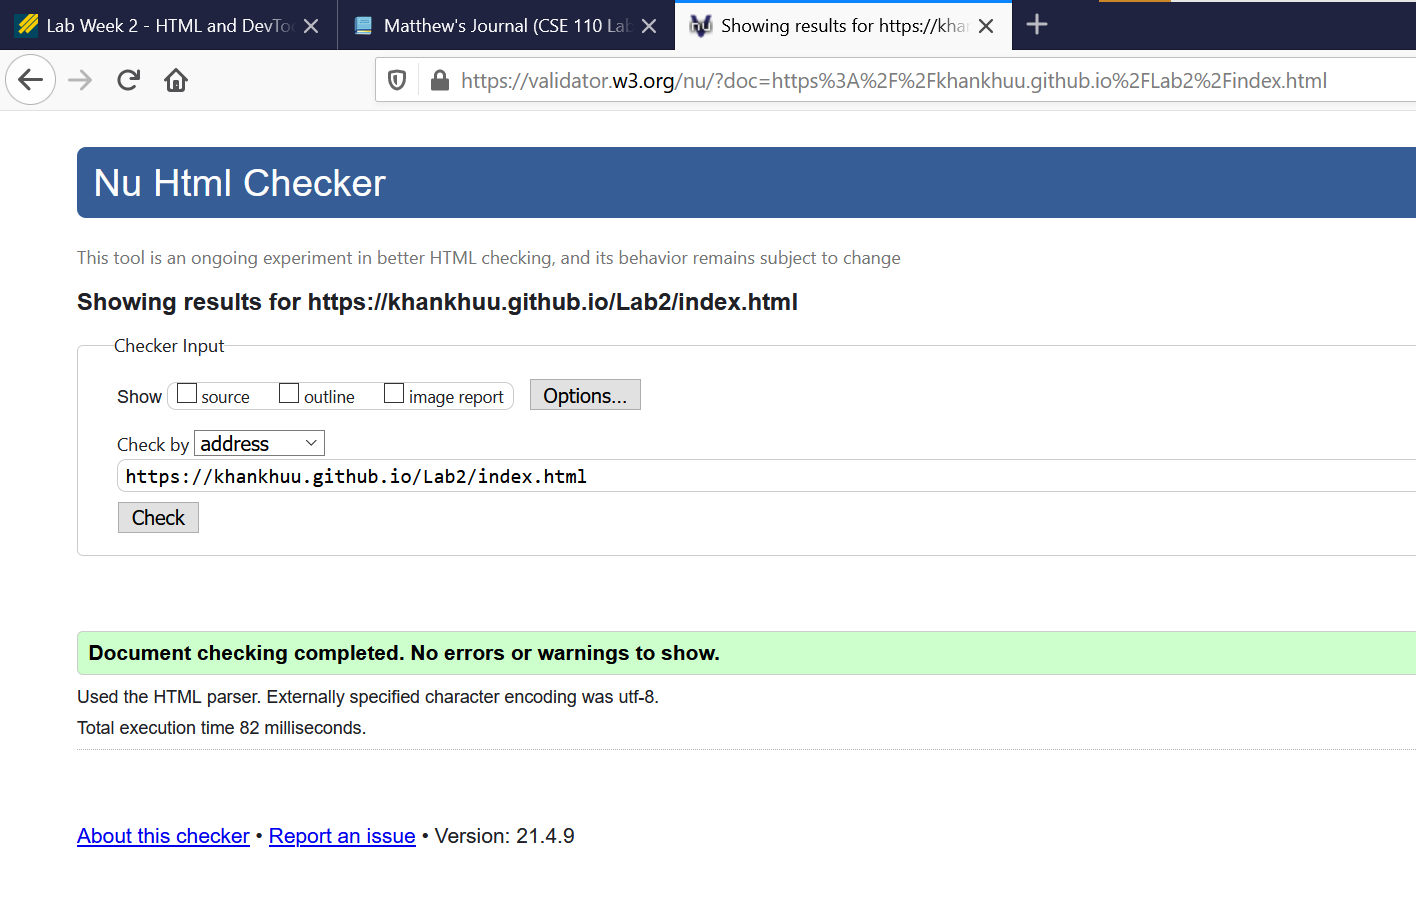 Lab Week 2 - HTML and DevToo
Matthew's Journal (CSE 110 Lab
Showing results for https://khan
https://validator.w3.org/nu/?doc=https%3A%2F%2Fkhankhuu.github.io%2FLab2%2Findex.html
Nu Html Checker
This tool is an ongoing experiment in better HTML checking, and its behavior remains subject to change
Showing results for https://khankhuu.github.io/Lab2/index.html
Checker Input
Show source outline image report Options...
Check by address
https://khankhuu.github.io/Lab2/index.html
Check
Document checking completed. No errors or warnings to show.
Used the HTML parser. Externally specified character encoding was utf-8.
Total execution time 82 milliseconds.
About this checker • Report an issue • Version: 21.4.9